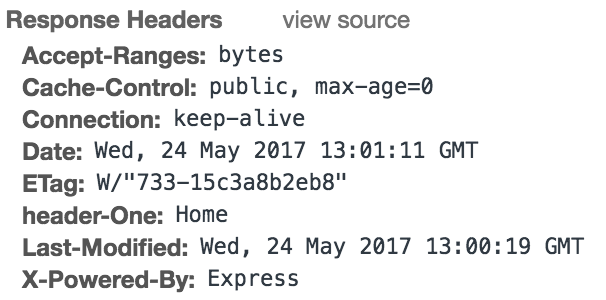 Response Headers view source
Accept-Ranges: bytes
Cache-Control: public, max-age=0
Connection: keep-alive
Date: Wed, 24 May 2017 13:01:11 GMT
ETag: W/"733-15c3a8b2eb8"
header-One: Home
Last-Modified: Wed, 24 May 2017 13:00:19 GMT
X-Powered-By: Express